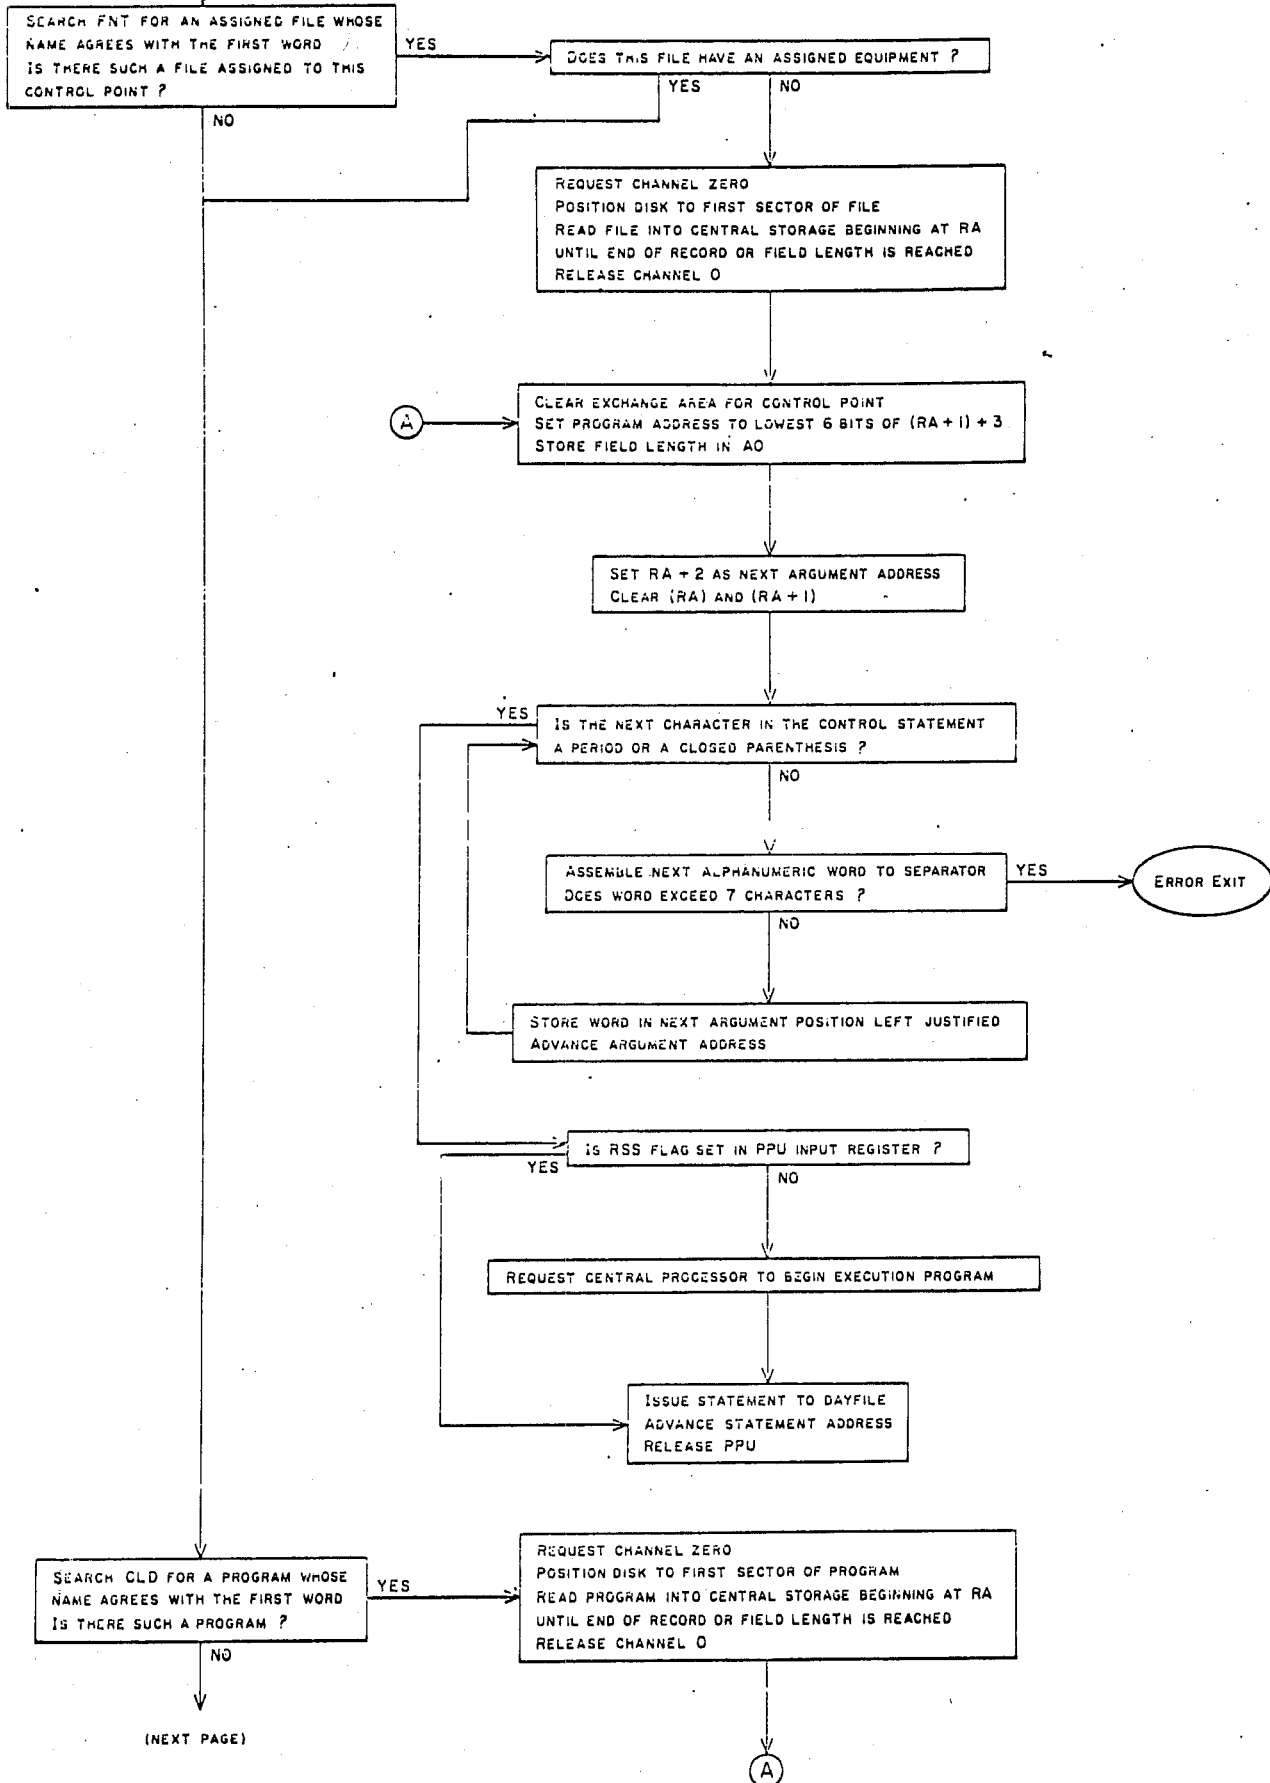 SEARCH FNT FOR AN ASSIGNED FILE WHOSE
NAME AGREES WITH THE FIRST WORD
IS THERE SUCH A FILE ASSIGNED TO THIS
CONTROL POINT ?
YES
NO
DOES THIS FILE HAVE AN ASSIGNED EQUIPMENT ?
YES
NO
REQUEST CHANNEL ZERO
POSITION DISK TO FIRST SECTOR OF FILE
READ FILE INTO CENTRAL STORAGE BEGINNING AT RA
UNTIL END OF RECORD OR FIELD LENGTH IS REACHED
RELEASE CHANNEL 0
A
CLEAR EXCHANGE AREA FOR CONTROL POINT
SET PROGRAM ADDRESS TO LOWEST 6 BITS OF (RA + 1) + 3
STORE FIELD LENGTH IN A0
SET RA + 2 AS NEXT ARGUMENT ADDRESS
CLEAR (RA) AND (RA + 1)
YES
IS THE NEXT CHARACTER IN THE CONTROL STATEMENT
A PERIOD OR A CLOSED PARENTHESIS ?
NO
ASSEMBLE NEXT ALPHANUMERIC WORD TO SEPARATOR
DOES WORD EXCEED 7 CHARACTERS ?
YES
ERROR EXIT
NO
STORE WORD IN NEXT ARGUMENT POSITION LEFT JUSTIFIED
ADVANCE ARGUMENT ADDRESS
IS RSS FLAG SET IN PPU INPUT REGISTER ?
YES
NO
REQUEST CENTRAL PROCESSOR TO BEGIN EXECUTION PROGRAM
ISSUE STATEMENT TO DAYFILE
ADVANCE STATEMENT ADDRESS
RELEASE PPU
SEARCH CLD FOR A PROGRAM WHOSE
NAME AGREES WITH THE FIRST WORD
IS THERE SUCH A PROGRAM ?
YES
NO
REQUEST CHANNEL ZERO
POSITION DISK TO FIRST SECTOR OF PROGRAM
READ PROGRAM INTO CENTRAL STORAGE BEGINNING AT RA
UNTIL END OF RECORD OR FIELD LENGTH IS REACHED
RELEASE CHANNEL 0
(NEXT PAGE)
A